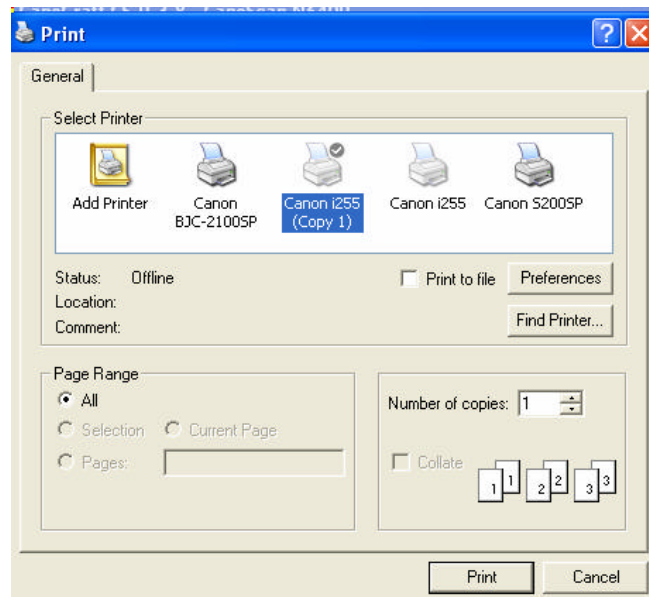 Print
General
Select Printer
Add Printer
Canon
BJC-2100SP
Canon i255
(Copy 1)
Canon i255
Canon S200SP
Status: Offline
Print to file
Preferences
Location:
Comment:
Find Printer...
Page Range
All
Selection
Current Page
Pages:
Number of copies: 1
Collate
1 1 2 2 3 3
Print
Cancel